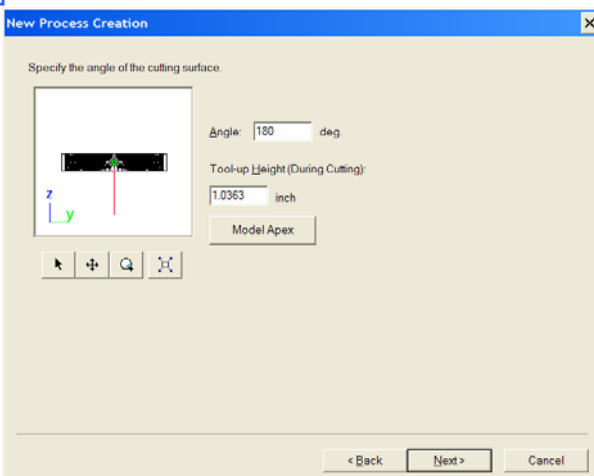 New Process Creation
Specify the angle of the cutting surface.
Angle: 180 deg.
Tool-up Height (During Cutting):
1.0363 inch
Model Apex
z
y
< Back Next > Cancel